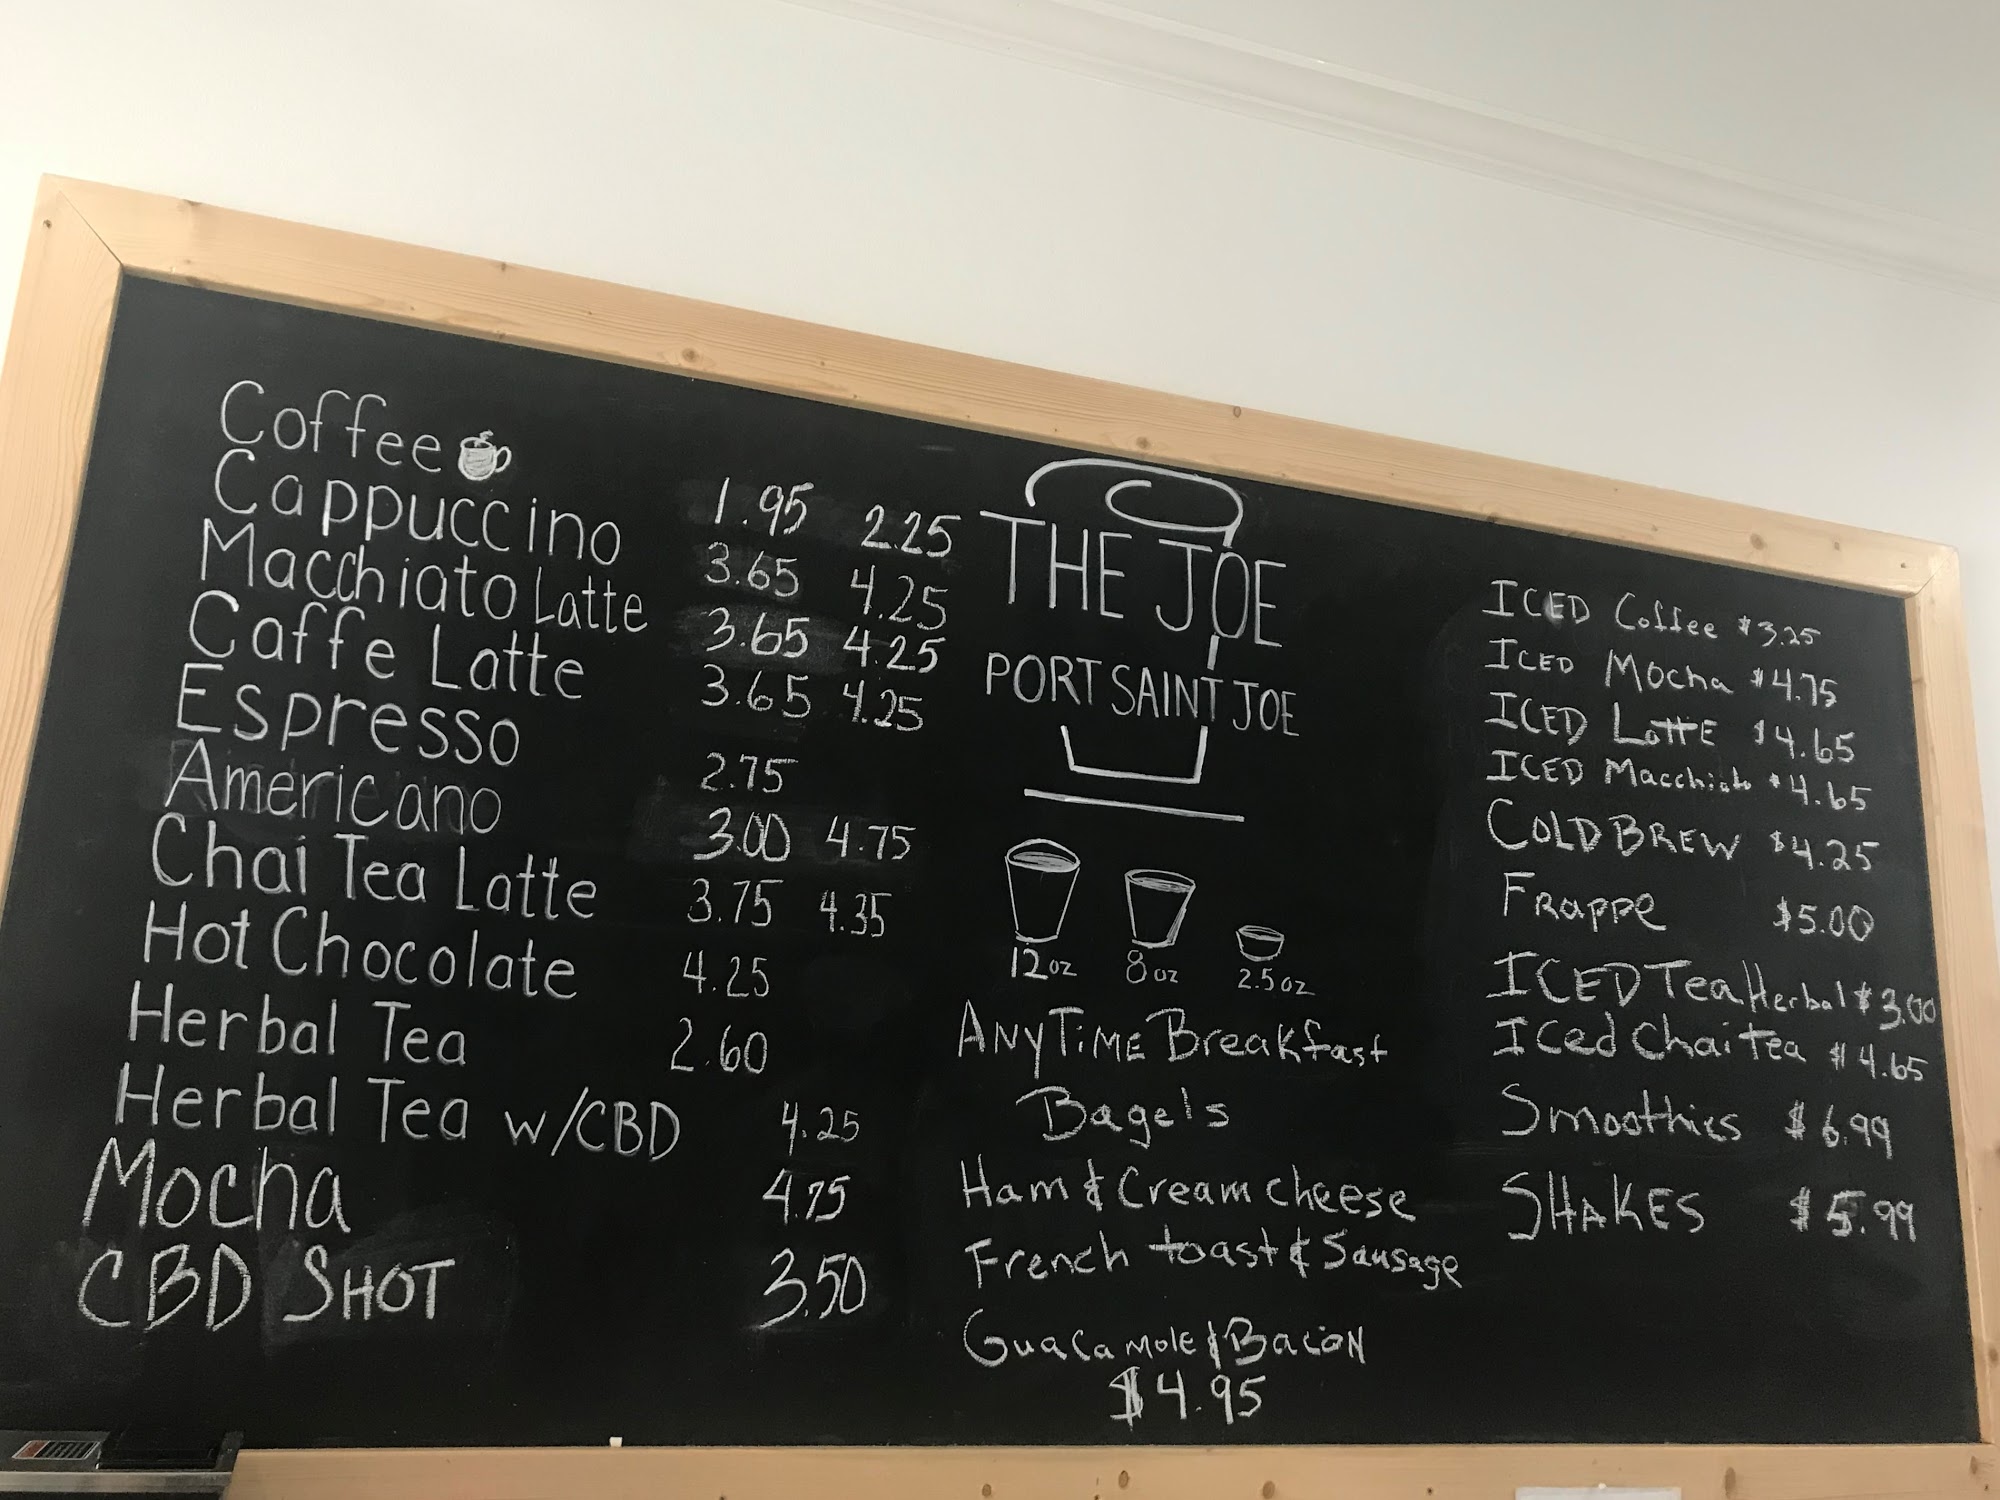 Coffee 1.95 2.25
Cappuccino 3.65 4.25
Macchiato Latte 3.65 4.25
Caffe Latte 3.65 4.25
Espresso 2.75
Americano 3.00 4.75
Chai Tea Latte 3.75 4.35
Hot Chocolate 4.25
Herbal Tea 2.60
Herbal Tea w/CBD 4.25
Mocha 4.75
CBD SHOT 3.50
THE JOE
PORT SAINT JOE
12oz 8oz 2.5oz
ANYTIME Breakfast
Bagels
Ham & Cream cheese
French toast & Sausage
Guacamole & Bacon
$4.95
ICED Coffee $3.25
ICED Mocha $4.75
ICED LattE $4.65
ICED Macchiato $4.65
COLD BREW $4.25
FRappe $5.00
ICED Tea Herbal $3.00
ICed Chai Tea $4.65
Smoothies $6.99
SHAKES $5.99